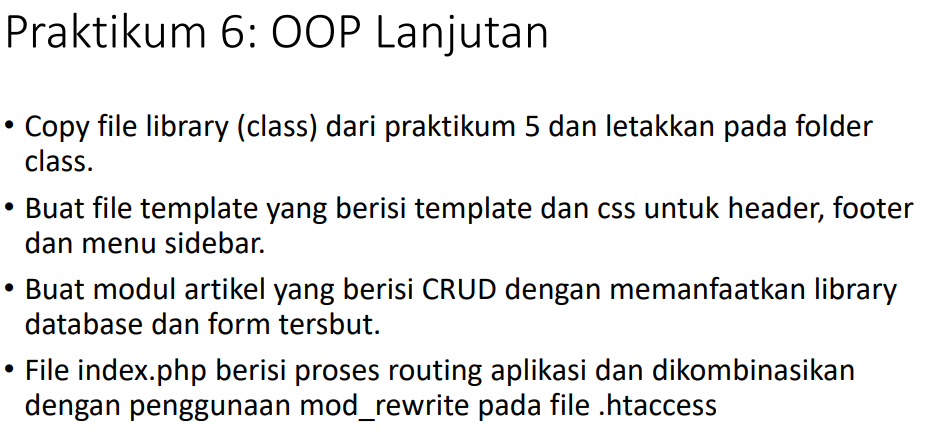 Praktikum 6: OOP Lanjutan
• Copy file library (class) dari praktikum 5 dan letakkan pada folder
class.
• Buat file template yang berisi template dan css untuk header, footer
dan menu sidebar.
• Buat modul artikel yang berisi CRUD dengan memanfaatkan library
database dan form tersbut.
• File index.php berisi proses routing aplikasi dan dikombinasikan
dengan penggunaan mod_rewrite pada file .htaccess